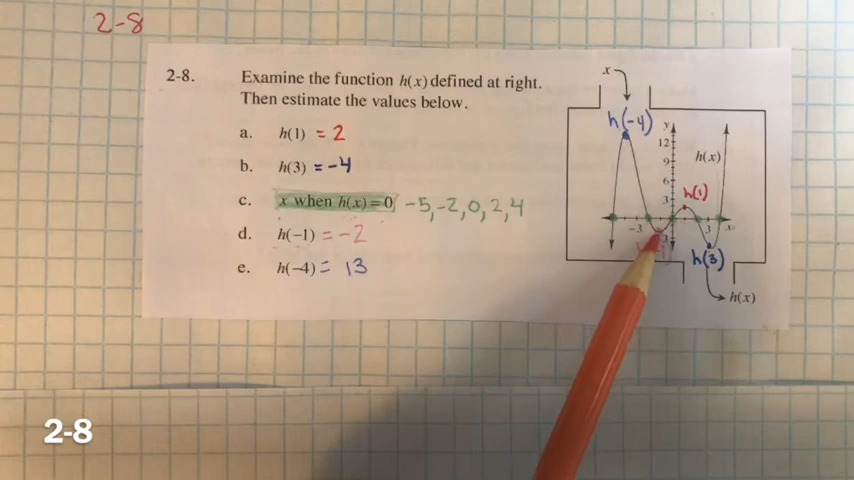 2-8
2-8. Examine the function h(x) defined at right.
Then estimate the values below.
a. h(1) = 2
b. h(3) = -4
c. x when h(x) = 0 -5, -2, 0, 2, 4
d. h(-1) = -2
e. h(-4) = 13
x
h(-4)
y
12
h(x)
9
6
3
h(1)
-3
3
x
3
h(3)
h(x)
2-8